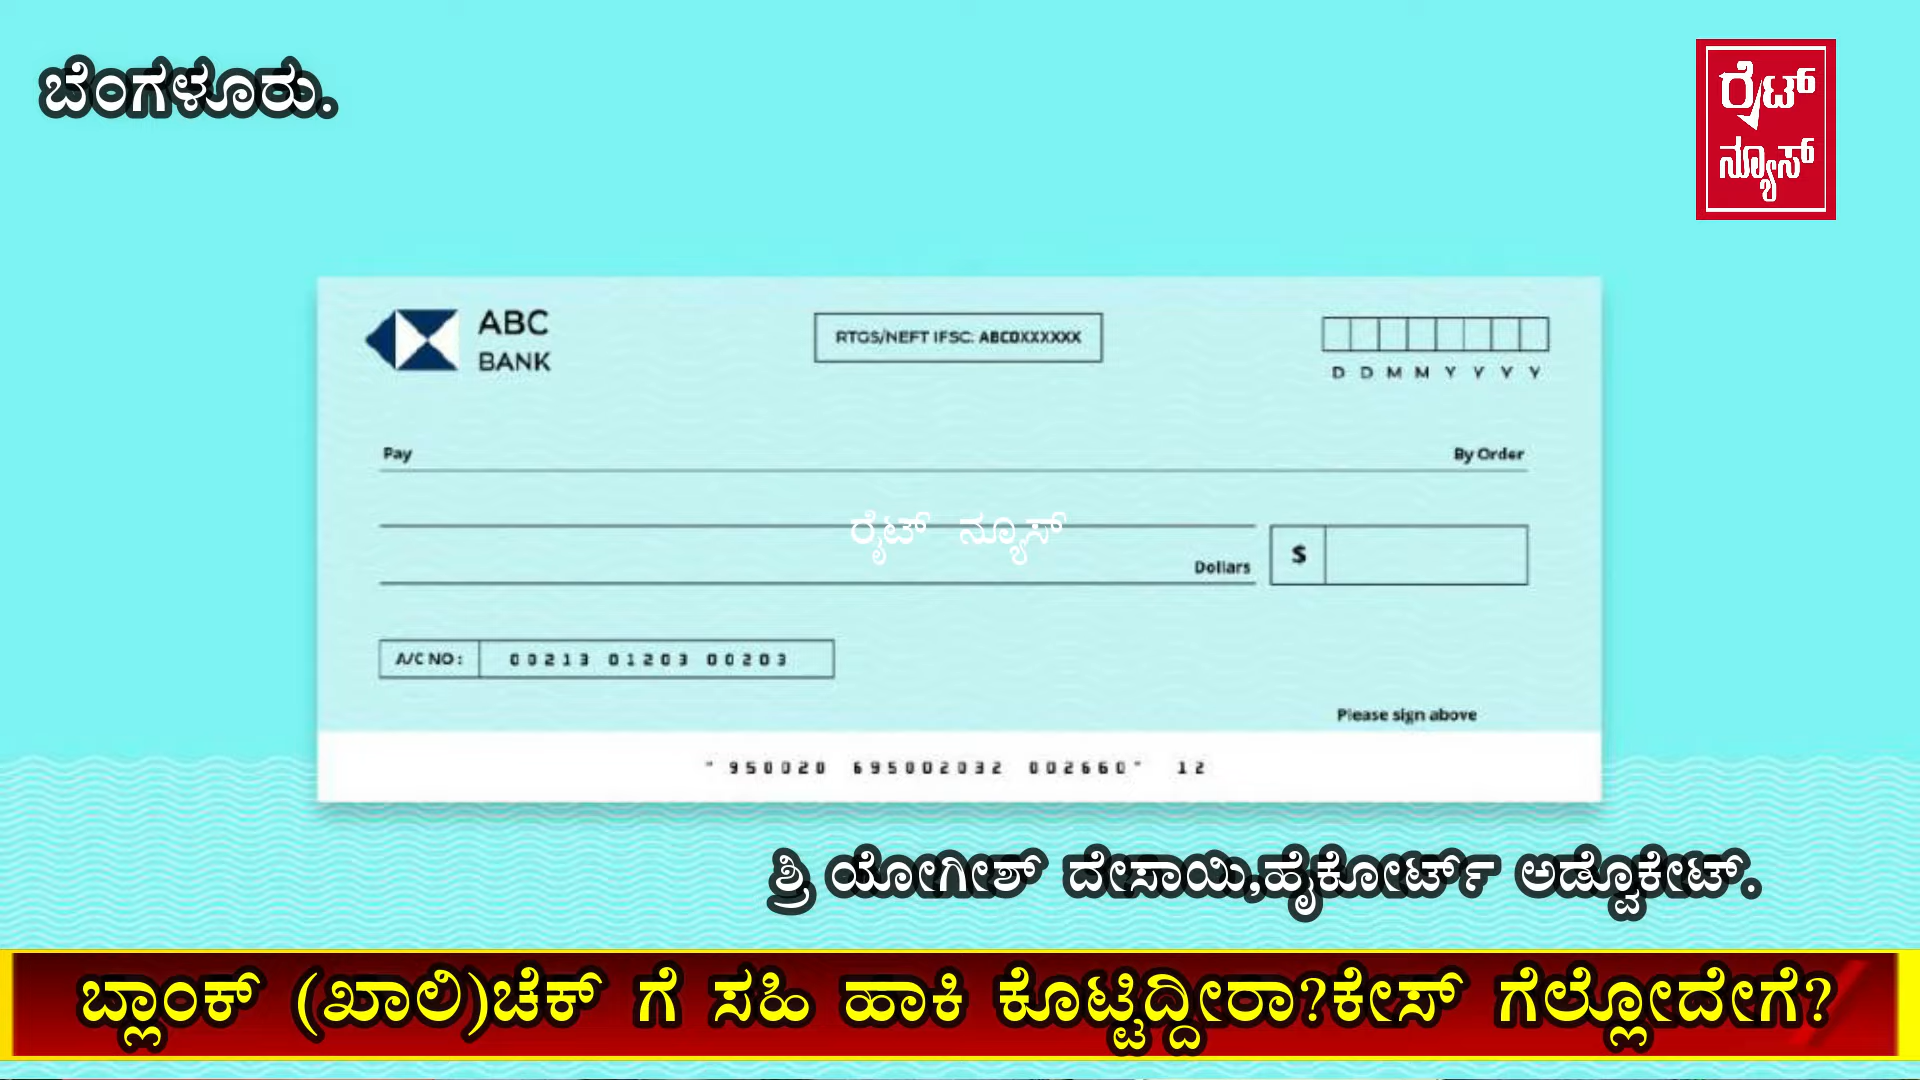 ಬೆಂಗಳೂರು.
ರೈಟ್
ನ್ಯೂಸ್
ABC
BANK
RTGS/NEFT IFSC: ABCDXXXXXX
D D M M Y Y Y Y
Pay
By Order
ರೈಟ್ ನ್ಯೂಸ್
Dollars
$
A/C NO: 00213 01203 00203
Please sign above
" 950020 695002032 002660" 12
ಶ್ರಿ ಯೋಗೀಶ್ ದೇಸಾಯಿ,ಹೈಕೋರ್ಟ್ ಅಡ್ವೊಕೇಟ್.
ಬ್ಲಾಂಕ್ (ಖಾಲಿ)ಚೆಕ್ ಗೆ ಸಹಿ ಹಾಕಿ ಕೊಟ್ಟಿದ್ದೀರಾ?ಕೇಸ್ ಗೆಲ್ಲೋದೇಗೆ?